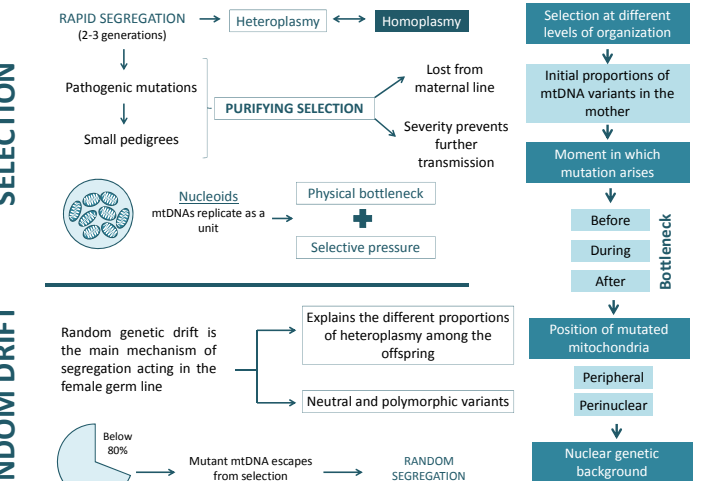 SELECTION
RAPID SEGREGATION
(2-3 generations)
Heteroplasmy
Homoplasmy
Pathogenic mutations
Small pedigrees
PURIFYING SELECTION
Lost from
maternal line
Severity prevents
further
transmission
Nucleoids
mtDNAs replicate as a
unit
Physical bottleneck
Selective pressure
NDOM DRIFT
Random genetic drift is
the main mechanism of
segregation acting in the
female germ line
Explains the different proportions
of heteroplasmy among the
offspring
Neutral and polymorphic variants
Below
80%
Mutant mtDNA escapes
from selection
RANDOM
SEGREGATION
Selection at different
levels of organization
Initial proportions of
mtDNA variants in the
mother
Moment in which
mutation arises
Before
During
After
Bottleneck
Position of mutated
mitochondria
Peripheral
Perinuclear
Nuclear genetic
background